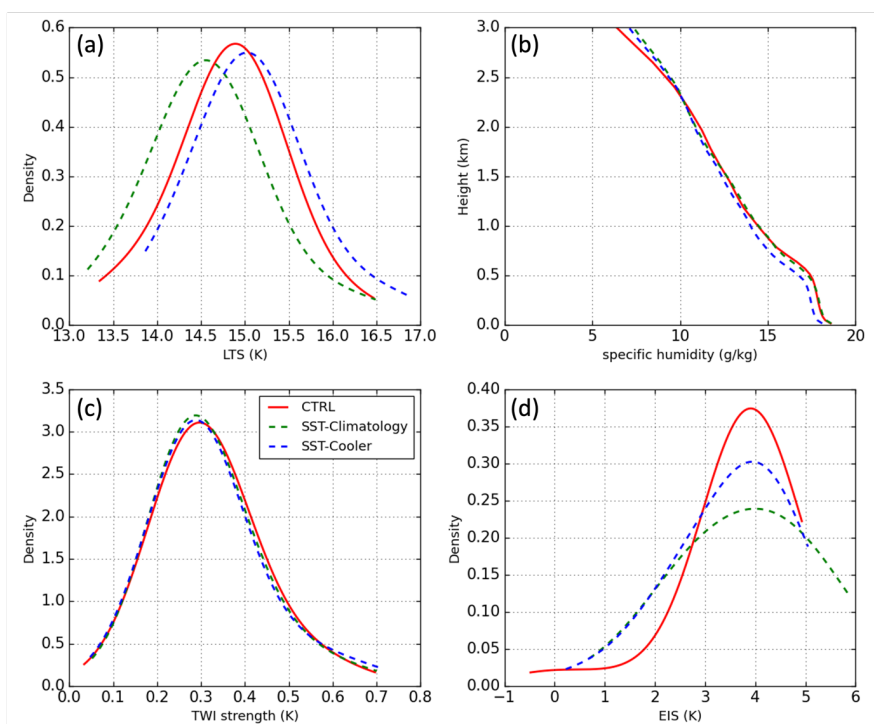 (a)
0.6
0.5
0.4
0.3
0.2
0.1
0.0
Density
13.0 13.5 14.0 14.5 15.0 15.5 16.0 16.5 17.0
LTS (K)
(b)
3.0
2.5
2.0
1.5
1.0
0.5
0.0
Height (km)
0 5 10 15 20
specific humidity (g/kg)
(c)
3.5
3.0
2.5
2.0
1.5
1.0
0.5
0.0
Density
CTRL
SST-Climatology
SST-Cooler
0.0 0.1 0.2 0.3 0.4 0.5 0.6 0.7 0.8
TWI strength (K)
(d)
0.40
0.35
0.30
0.25
0.20
0.15
0.10
0.05
0.00
Density
−1 0 1 2 3 4 5 6
EIS (K)